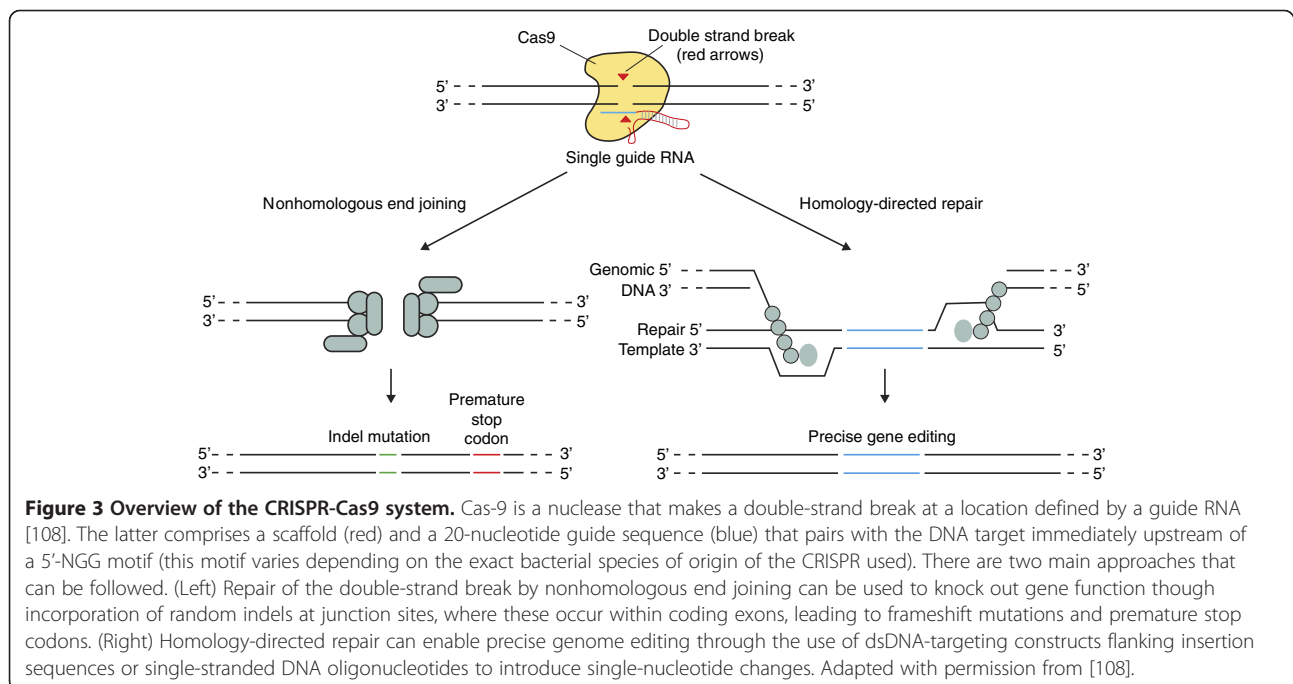 Cas9
Double strand break
(red arrows)
5’
3’
3’
5’
Single guide RNA
Nonhomologous end joining
Homology-directed repair
5’
3’
3’
5’
Genomic 5’
DNA 3’
3’
5’
Repair 5’
Template 3’
3’
5’
Premature
stop
codon
Indel mutation
5’
3’
3’
5’
Precise gene editing
5’
3’
3’
5’
Figure 3 Overview of the CRISPR-Cas9 system. Cas-9 is a nuclease that makes a double-strand break at a location defined by a guide RNA
[108]. The latter comprises a scaffold (red) and a 20-nucleotide guide sequence (blue) that pairs with the DNA target immediately upstream of
a 5’-NGG motif (this motif varies depending on the exact bacterial species of origin of the CRISPR used). There are two main approaches that
can be followed. (Left) Repair of the double-strand break by nonhomologous end joining can be used to knock out gene function though
incorporation of random indels at junction sites, where these occur within coding exons, leading to frameshift mutations and premature stop
codons. (Right) Homology-directed repair can enable precise genome editing through the use of dsDNA-targeting constructs flanking insertion
sequences or single-stranded DNA oligonucleotides to introduce single-nucleotide changes. Adapted with permission from [108].